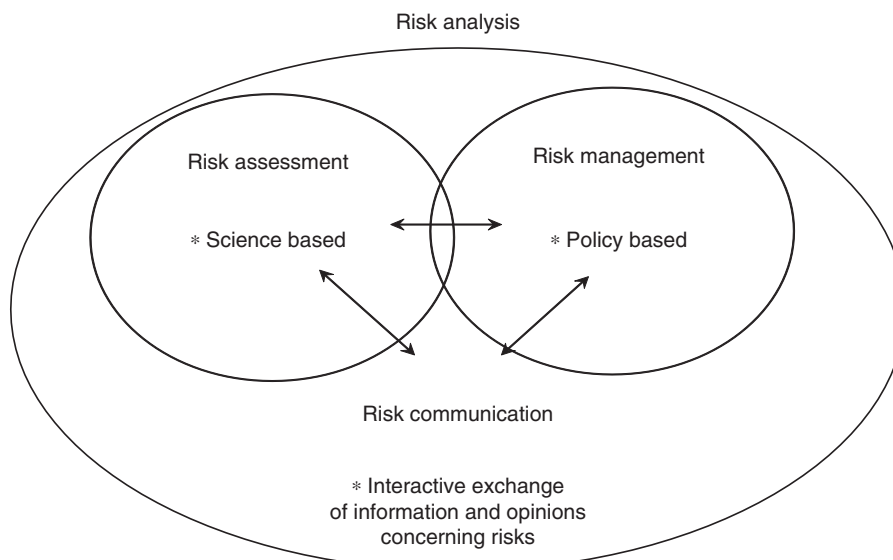 Risk analysis
Risk assessment
* Science based
Risk management
* Policy based
Risk communication
* Interactive exchange
of information and opinions
concerning risks